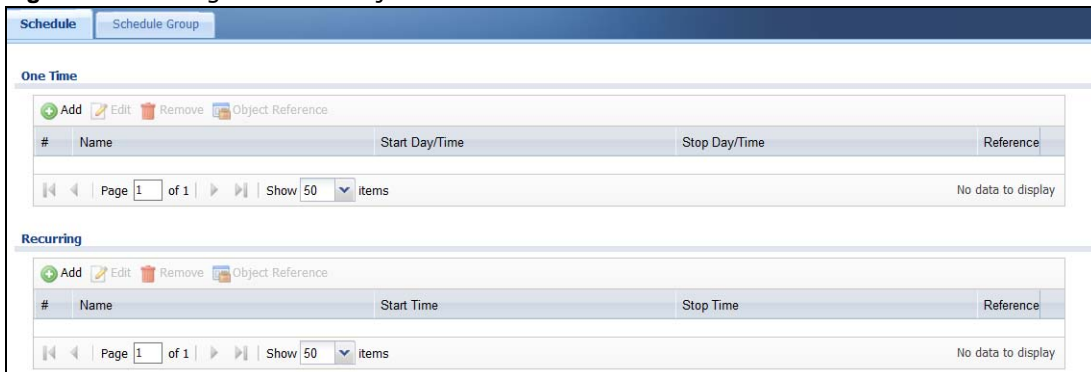 Schedule Schedule Group
One Time
Add Edit Remove Object Reference
# Name Start Day/Time Stop Day/Time Reference
Page 1 of 1 Show 50 items No data to display
Recurring
Add Edit Remove Object Reference
# Name Start Time Stop Time Reference
Page 1 of 1 Show 50 items No data to display